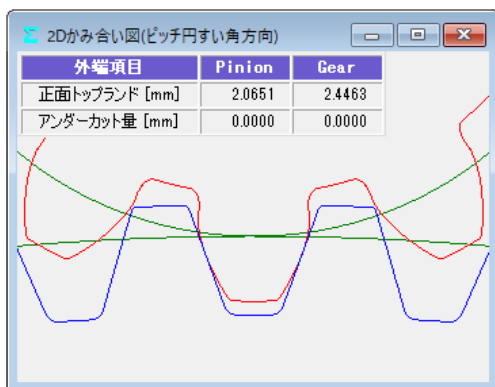 2Dかみ合い図(ピッチ円すい角方向)
外端項目 Pinion Gear
正面トップランド [mm] 2.0651 2.4463
アンダーカット量 [mm] 0.0000 0.0000